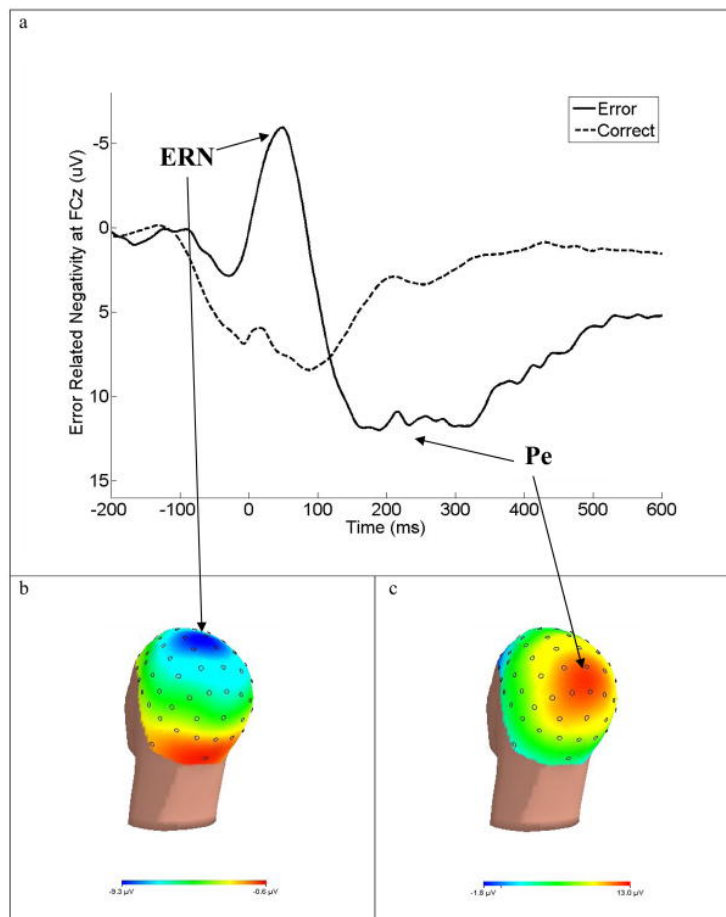 a
Error
Correct
ERN
Pe
Error Related Negativity at FCz (uV)
-5
0
5
10
15
-200 -100 0 100 200 300 400 500 600
Time (ms)
b
c
-9.3 µV -0.6 µV
-1.8 µV 13.0 µV